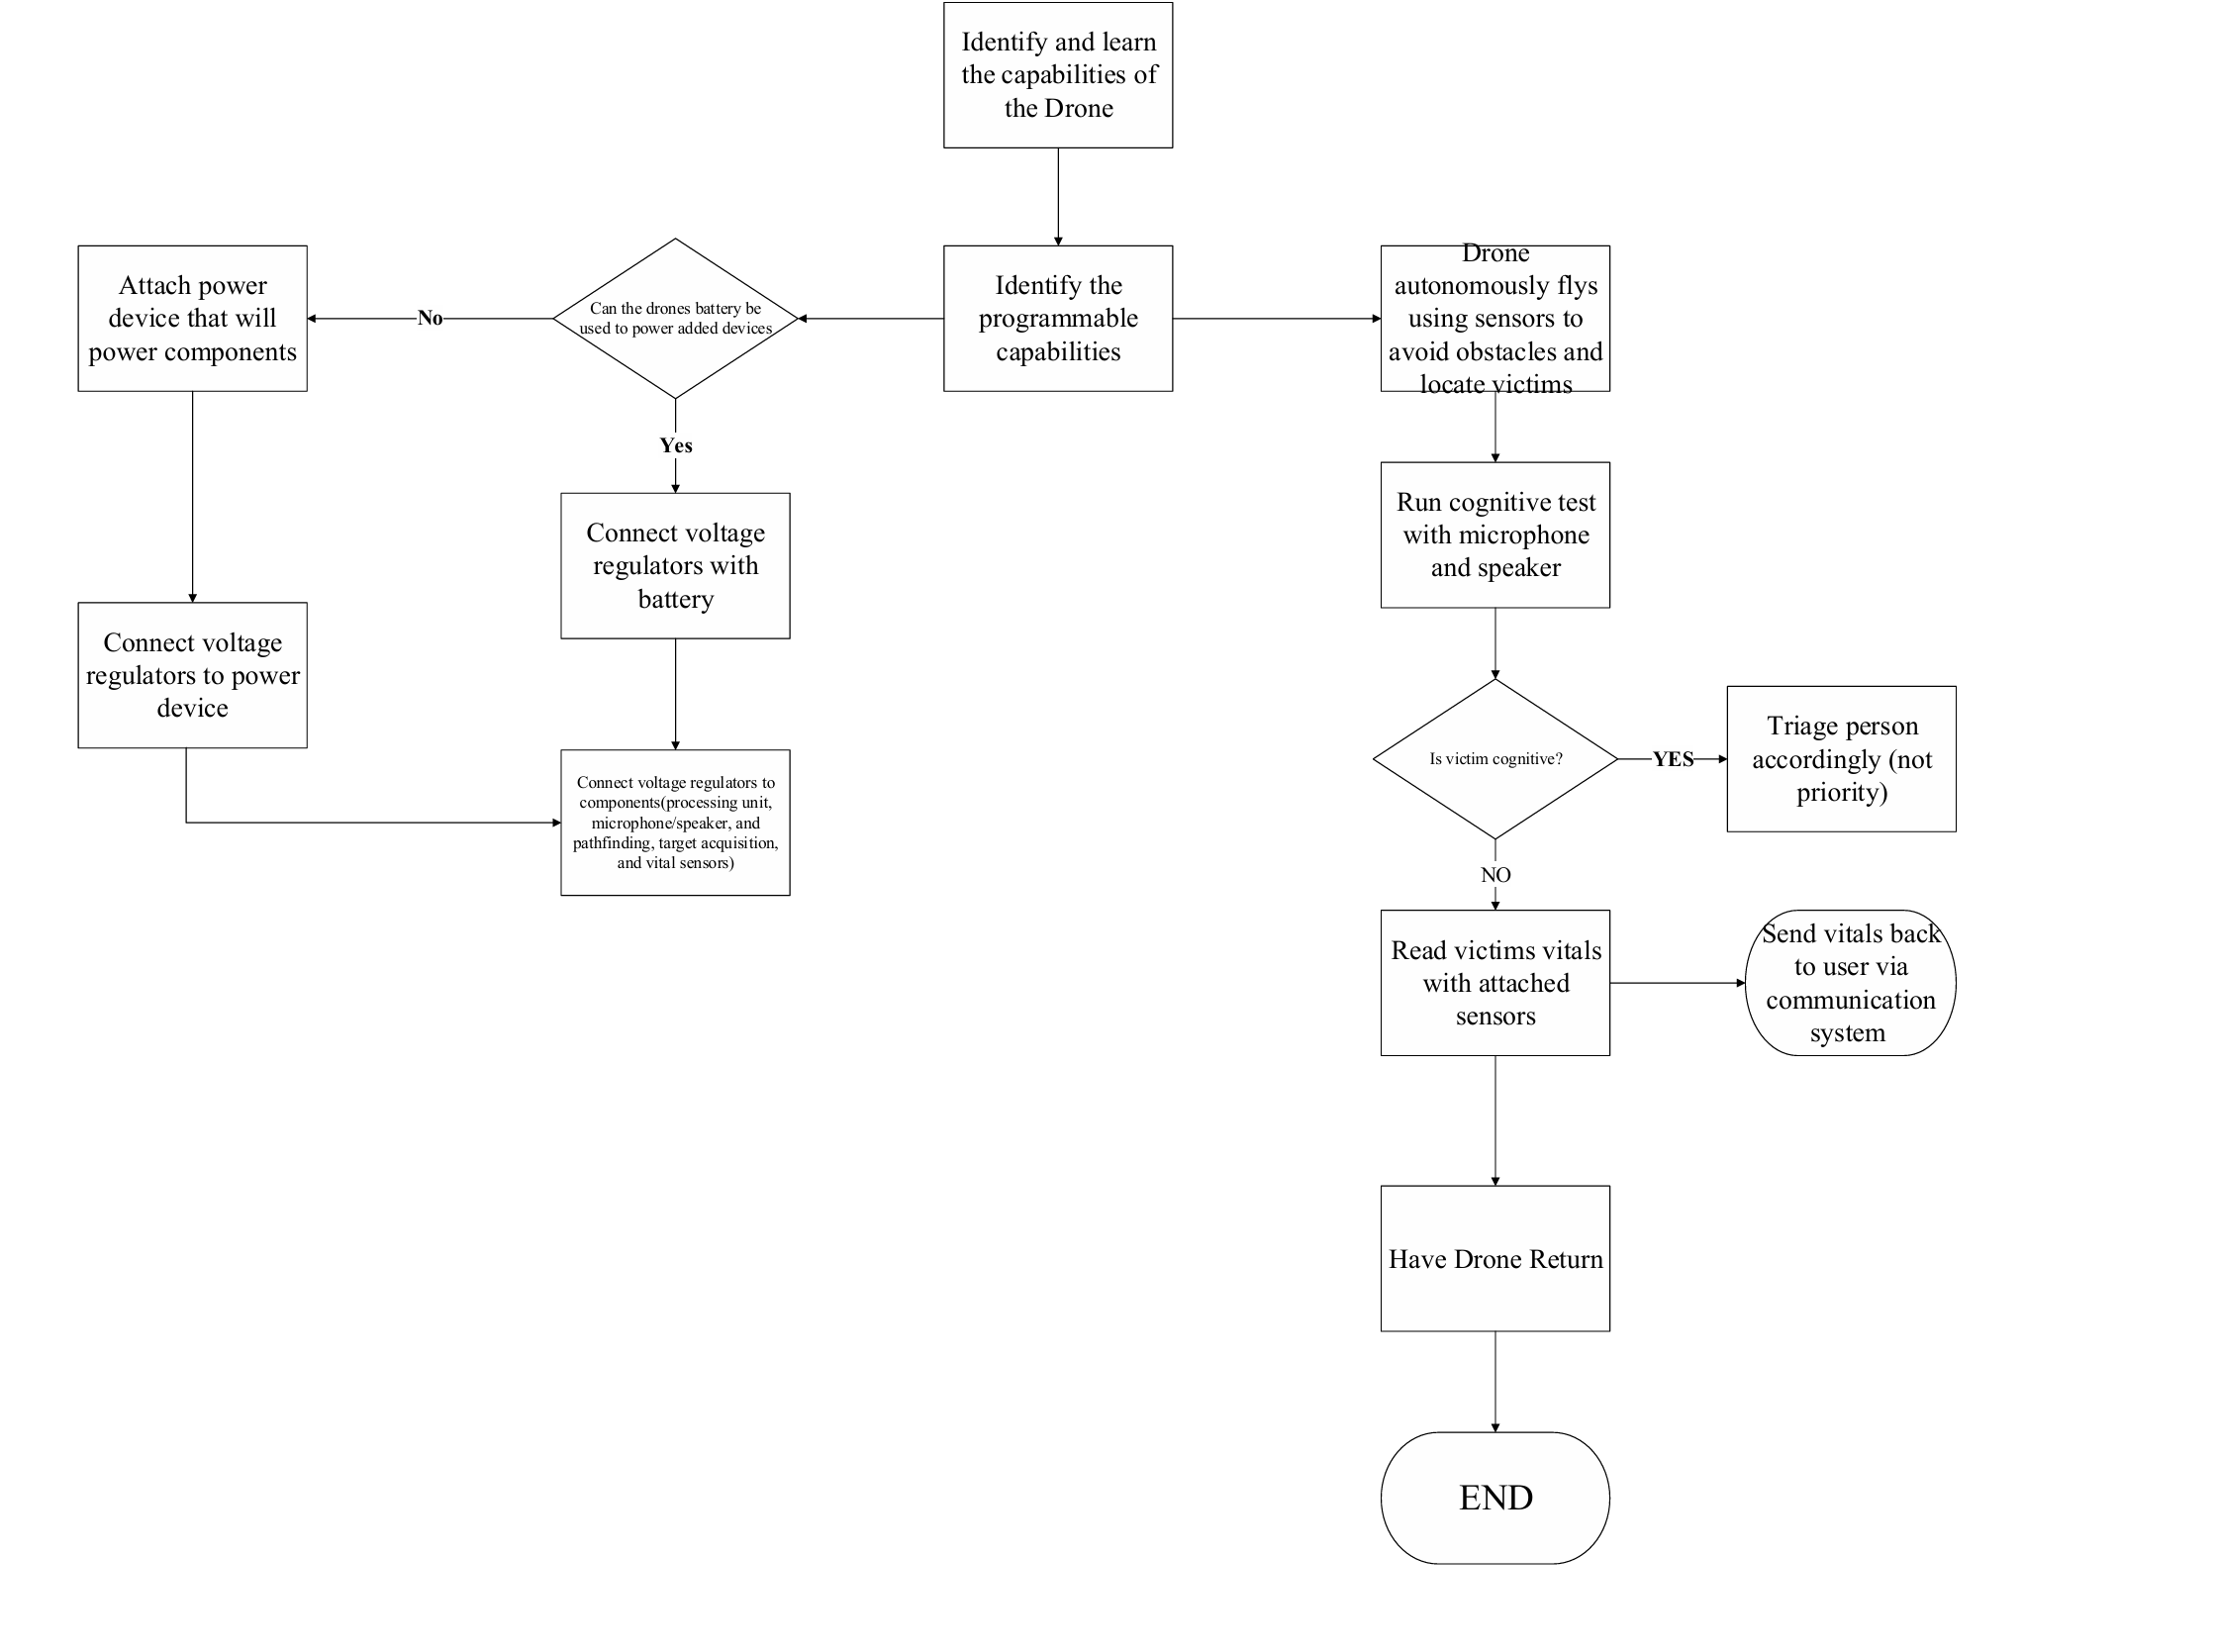 Identify and learn
the capabilities of
the Drone
Attach power
device that will
power components
No
Can the drones battery be
used to power added devices
Identify the
programmable
capabilities
Drone
autonomously flys
using sensors to
avoid obstacles and
locate victims
Yes
Connect voltage
regulators with
battery
Run cognitive test
with microphone
and speaker
Connect voltage
regulators to power
device
Is victim cognitive?
YES
Triage person
accordingly (not
priority)
Connect voltage regulators to
components(processing unit,
microphone/speaker, and
pathfinding, target acquisition,
and vital sensors)
NO
Read victims vitals
with attached
sensors
Send vitals back
to user via
communication
system
Have Drone Return
END